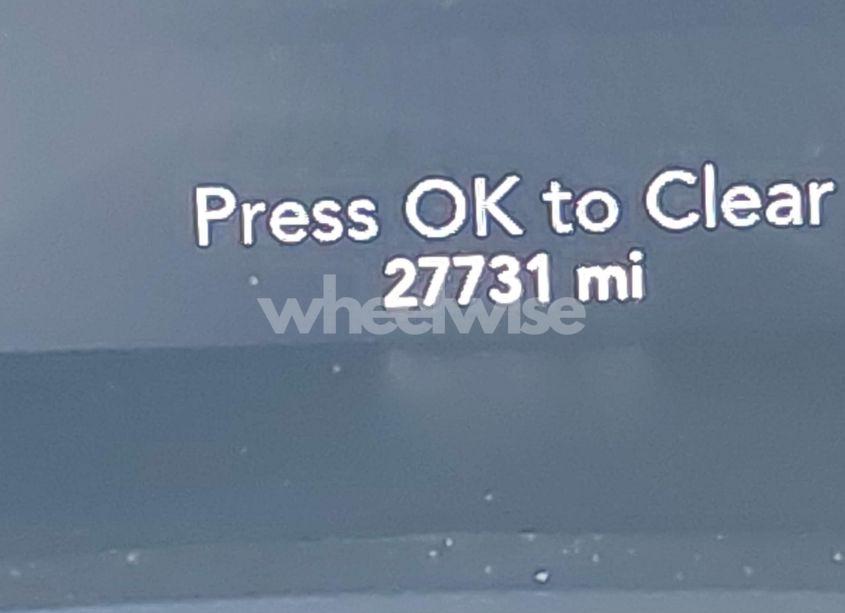 Press OK to Clear
27731 mi
wheelwise